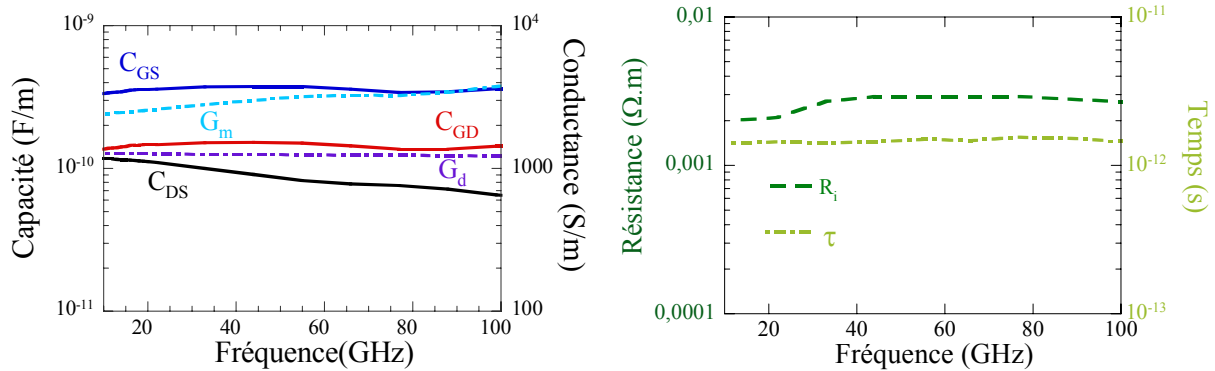 10⁻⁹
10⁻¹⁰
10⁻¹¹
Capacité (F/m)
C_GS
G_m
C_GD
G_d
C_DS
20 40 60 80 100
Fréquence(GHz)
10⁴
1000
100
Conductance (S/m)
0,01
0,001
0,0001
Résistance (Ω.m)
R_i
τ
20 40 60 80 100
Fréquence (GHz)
10⁻¹¹
10⁻¹²
10⁻¹³
Temps (s)